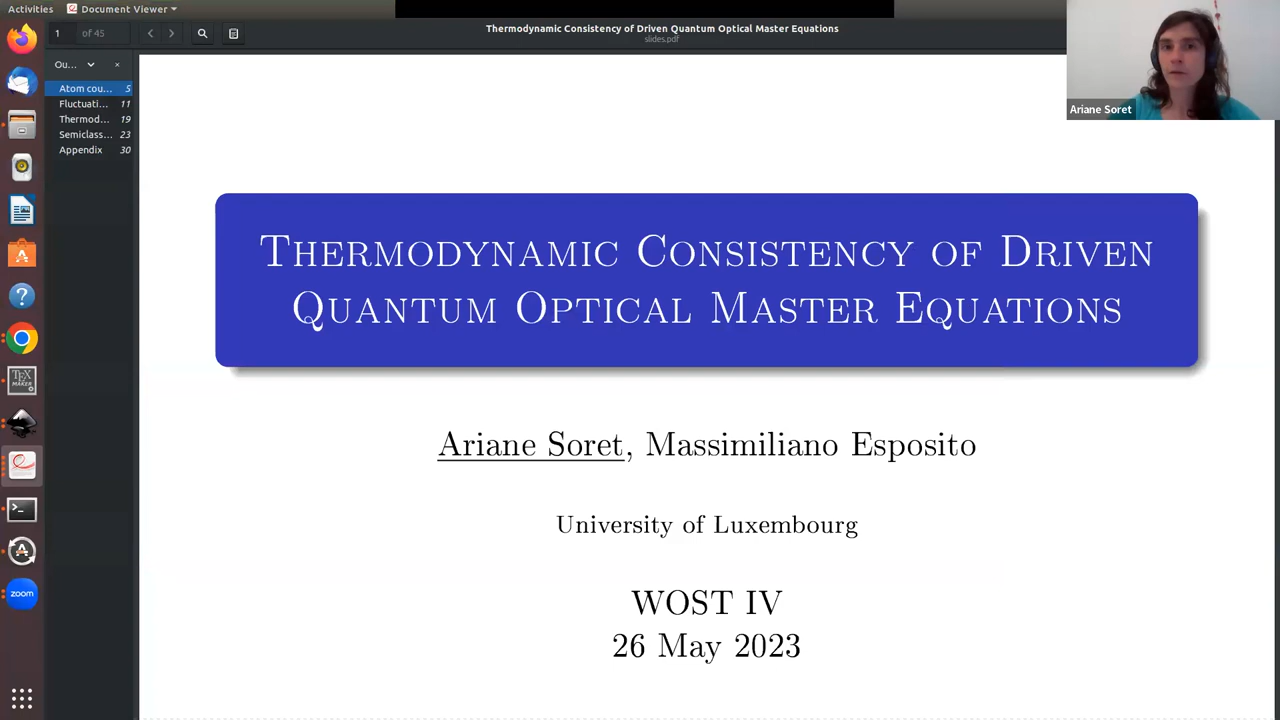 Activities
Document Viewer
1
of 45
Thermodynamic Consistency of Driven Quantum Optical Master Equations
slides.pdf
Ou...
Atom cou... 5
Fluctuati... 11
Thermod... 19
Semiclass... 23
Appendix 30
Ariane Soret
THERMODYNAMIC CONSISTENCY OF DRIVEN
QUANTUM OPTICAL MASTER EQUATIONS
Ariane Soret, Massimiliano Esposito
University of Luxembourg
WOST IV
26 May 2023
TEX
MAKER
zoom